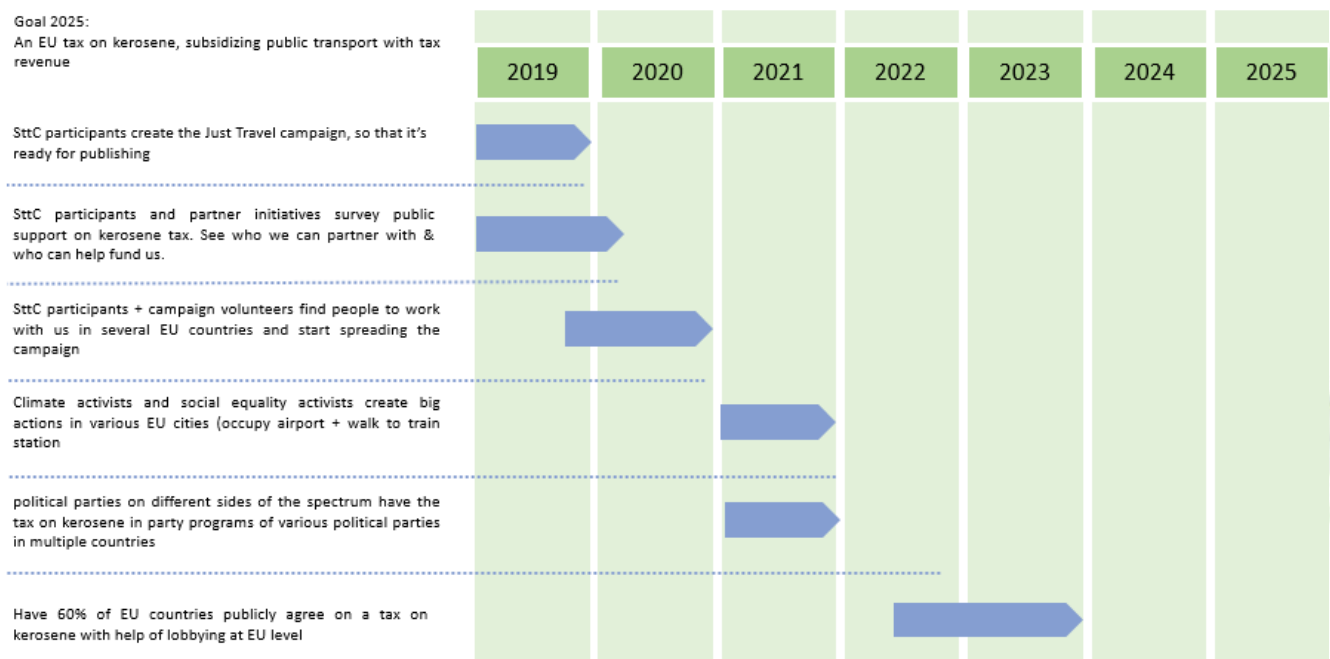 Goal 2025:
An EU tax on kerosene, subsidizing public transport with tax
revenue
2019
2020
2021
2022
2023
2024
2025
SttC participants create the Just Travel campaign, so that it's
ready for publishing
SttC participants and partner initiatives survey public
support on kerosene tax. See who we can partner with &
who can help fund us.
SttC participants + campaign volunteers find people to work
with us in several EU countries and start spreading the
campaign
Climate activists and social equality activists create big
actions in various EU cities (occupy airport + walk to train
station
political parties on different sides of the spectrum have the
tax on kerosene in party programs of various political parties
in multiple countries
Have 60% of EU countries publicly agree on a tax on
kerosene with help of lobbying at EU level